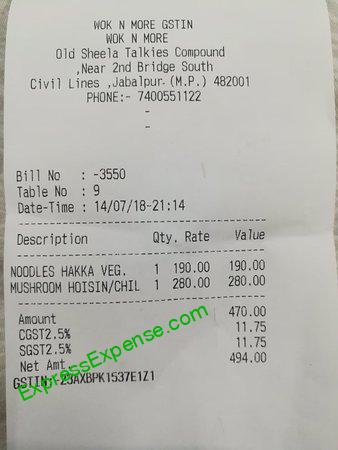 WOK N MORE GSTIN
WOK N MORE
Old Sheela Talkies Compound
,Near 2nd Bridge South
Civil Lines ,Jabalpur (M.P.) 482001
PHONE:- 7400551122
-
-
Bill No : -3550
Table No : 9
Date-Time : 14/07/18-21:14
Description Qty. Rate Value
NOODLES HAKKA VEG. 1 190.00 190.00
MUSHROOM HOISIN/CHIL 1 280.00 280.00
Amount 470.00
CGST2.5% 11.75
SGST2.5% 11.75
Net Amt. 494.00
GSTIN:-23AXBPK1537E1Z1
ExpressExpense.com